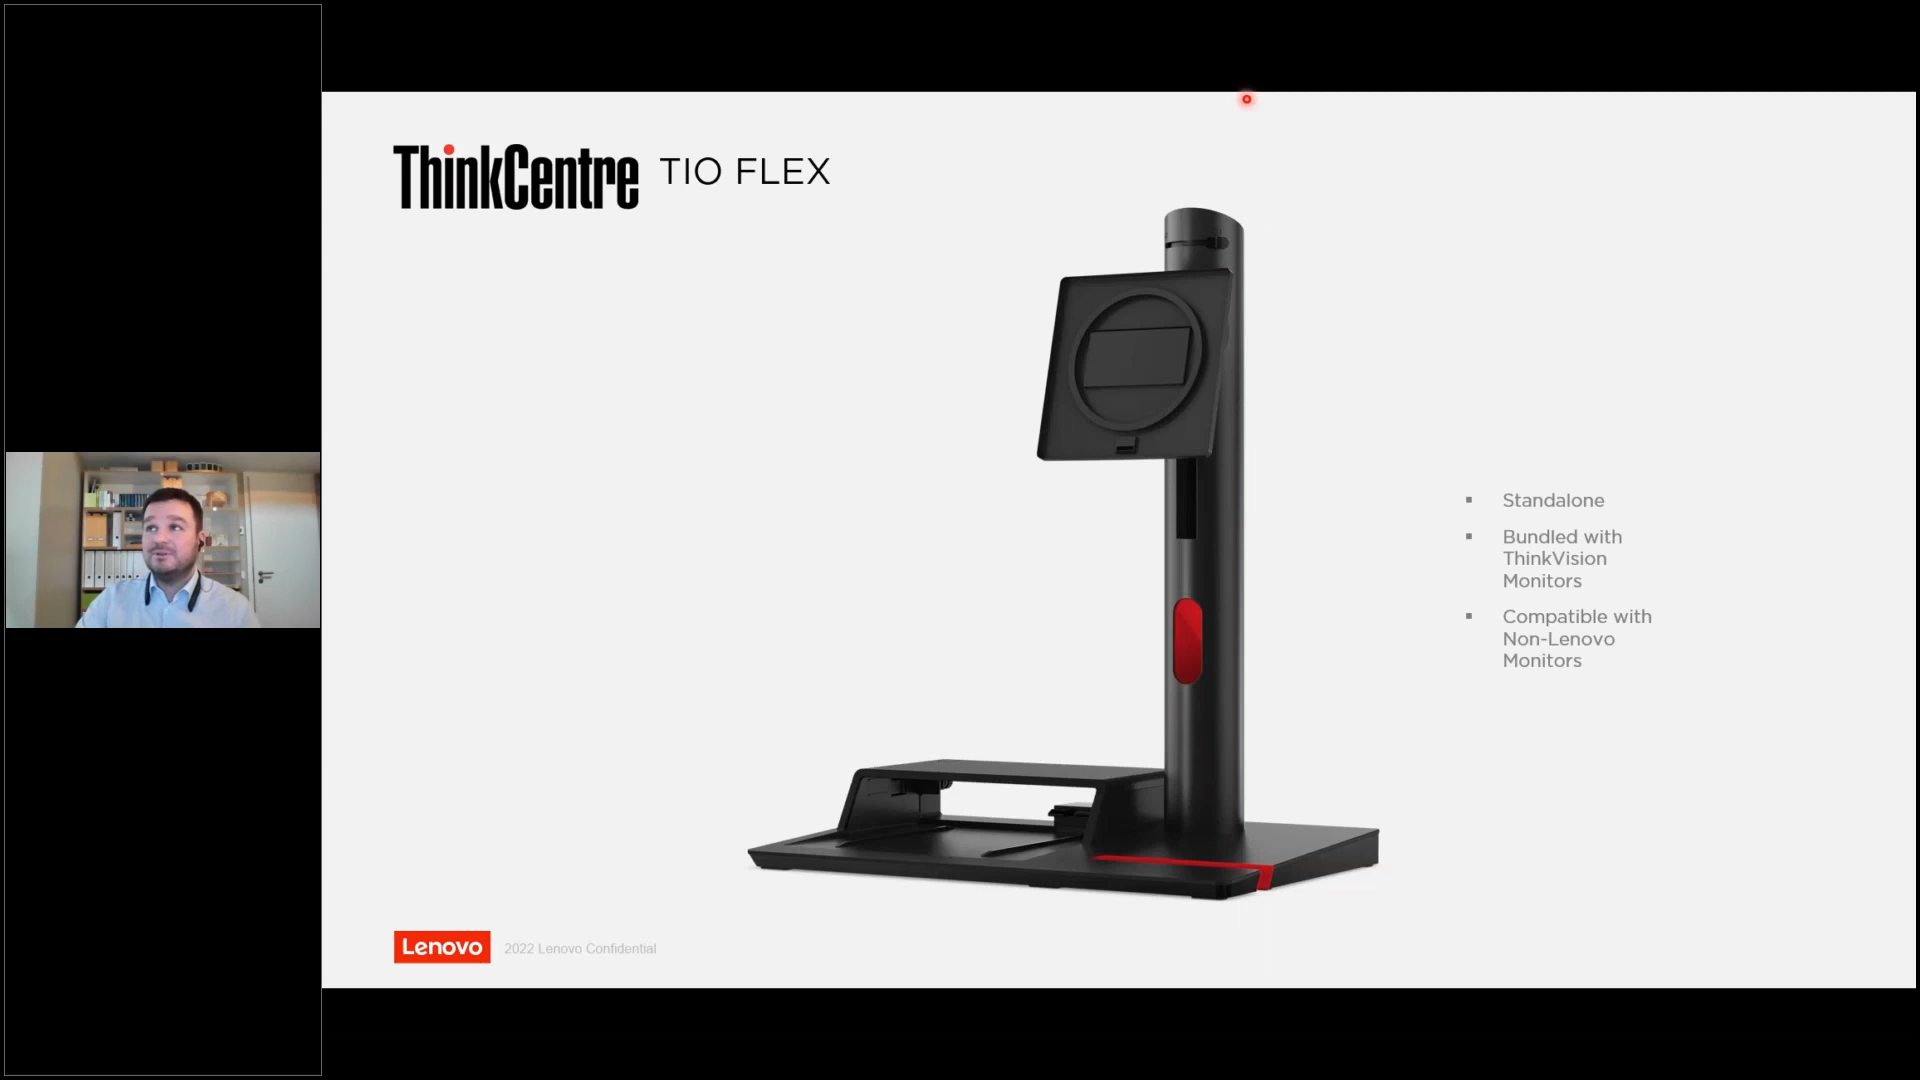 ThinkCentre TIO FLEX
▪ Standalone
▪ Bundled with
ThinkVision
Monitors
▪ Compatible with
Non-Lenovo
Monitors
Lenovo 2022 Lenovo Confidential